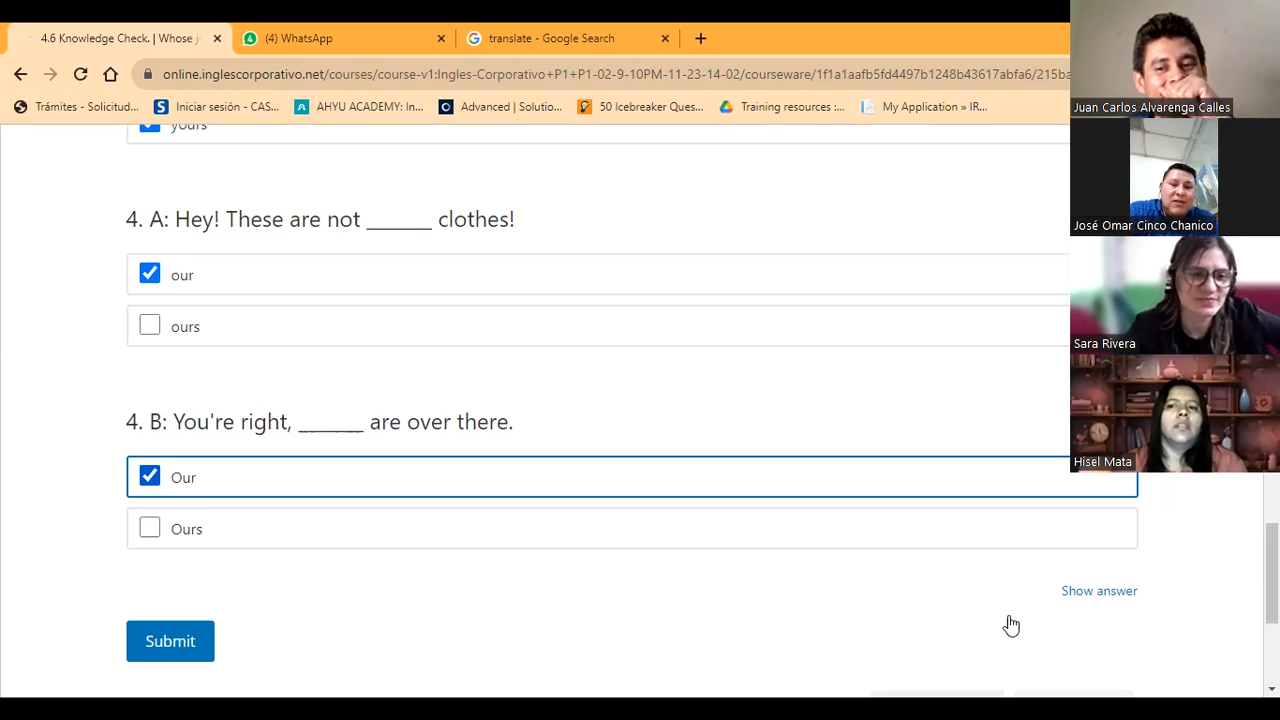 4.6 Knowledge Check. | Whose j
(4) WhatsApp
translate - Google Search
online.inglescorporativo.net/courses/course-v1:Ingles-Corporativo+P1+P1-02-9-10PM-11-23-14-02/courseware/1f1a1aafb5fd4497b1248b43617abfa6/215ba
Trámites - Solicitud...
Iniciar sesión - CAS...
AHYU ACADEMY: In...
Advanced | Solutio...
50 Icebreaker Ques...
Training resources :...
My Application » IR...
Juan Carlos Alvarenga Calles
José Omar Cinco Chanico
Sara Rivera
Hisel Mata
yours
4. A: Hey! These are not _______ clothes!
our
ours
4. B: You're right, _______ are over there.
Our
Ours
Show answer
Submit